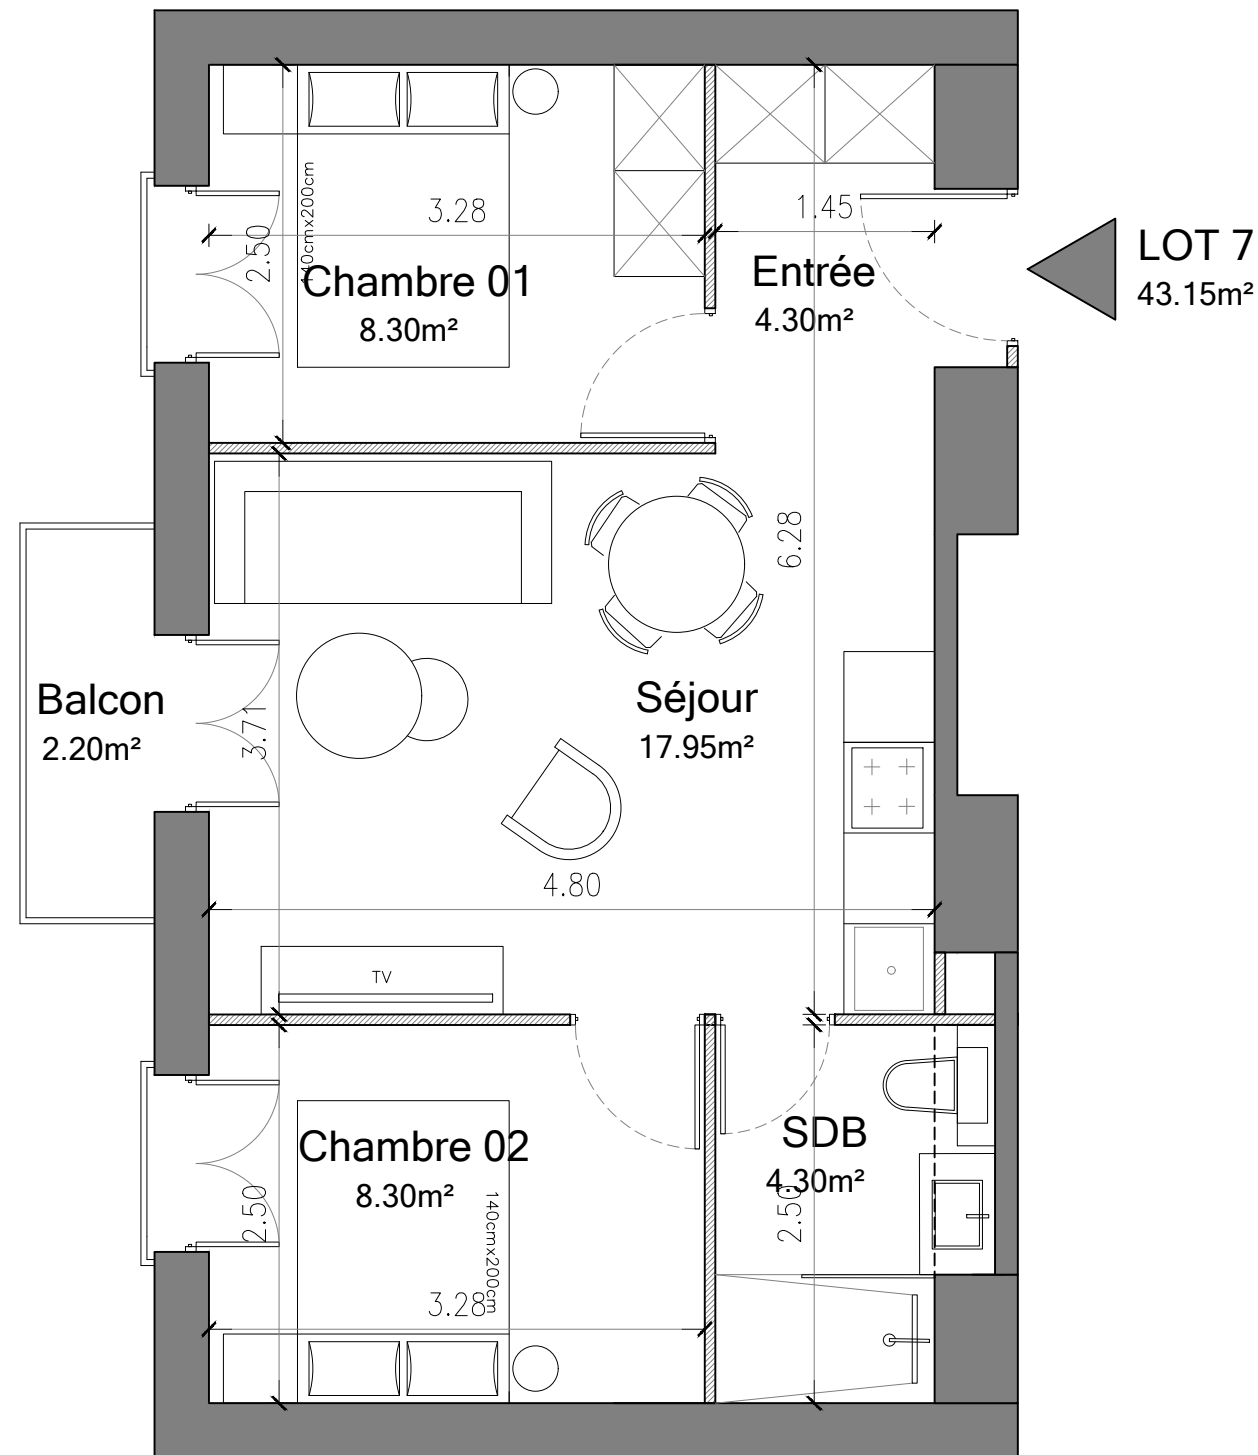 LOT 7
43.15m²
140cmx200cm
3.28
1.45
2.50
Chambre 01
8.30m²
Entrée
4.30m²
6.28
Balcon
2.20m²
3.71
Séjour
17.95m²
4.80
TV
Chambre 02
8.30m²
SDB
4.30m²
2.50
2.50
140cmx200cm
3.28